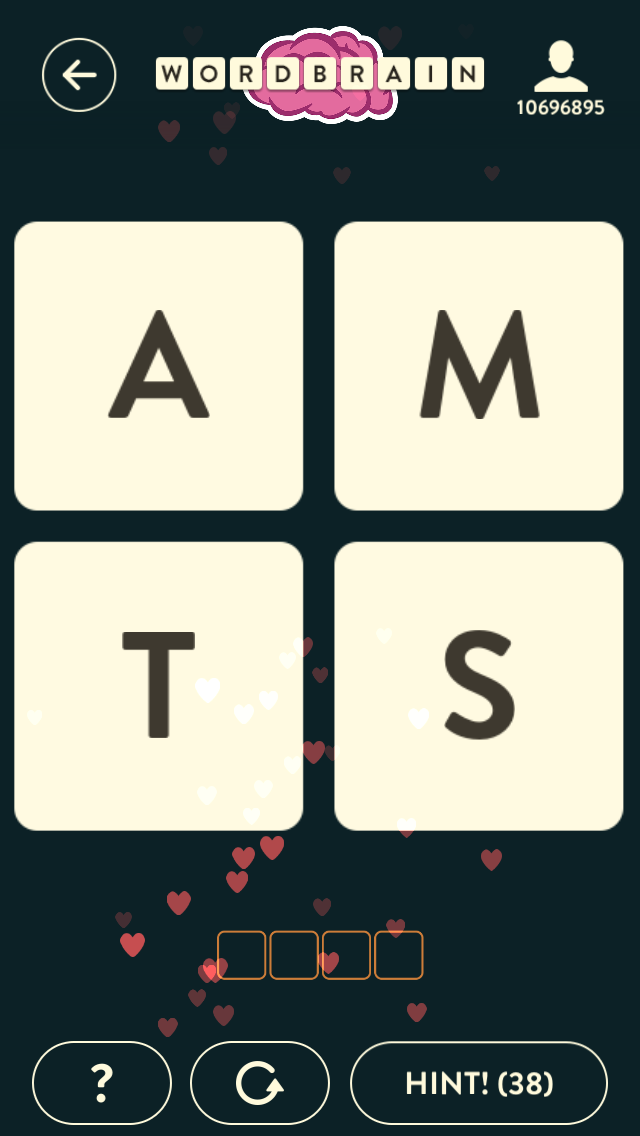 WORDBRAIN
10696895
A M
T S
? HINT! (38)